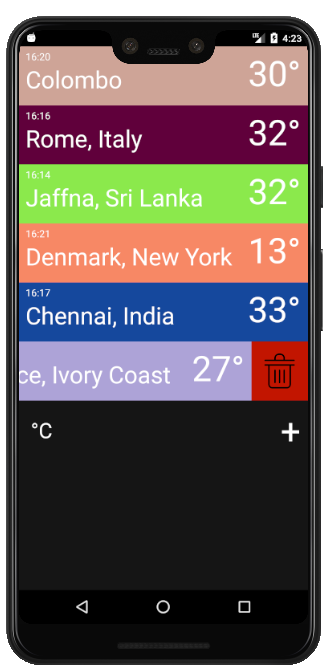 LTE 4:23
16:20
Colombo 30°
16:16
Rome, Italy 32°
16:14
Jaffna, Sri Lanka 32°
16:21
Denmark, New York 13°
16:17
Chennai, India 33°
ce, Ivory Coast 27°
°C +